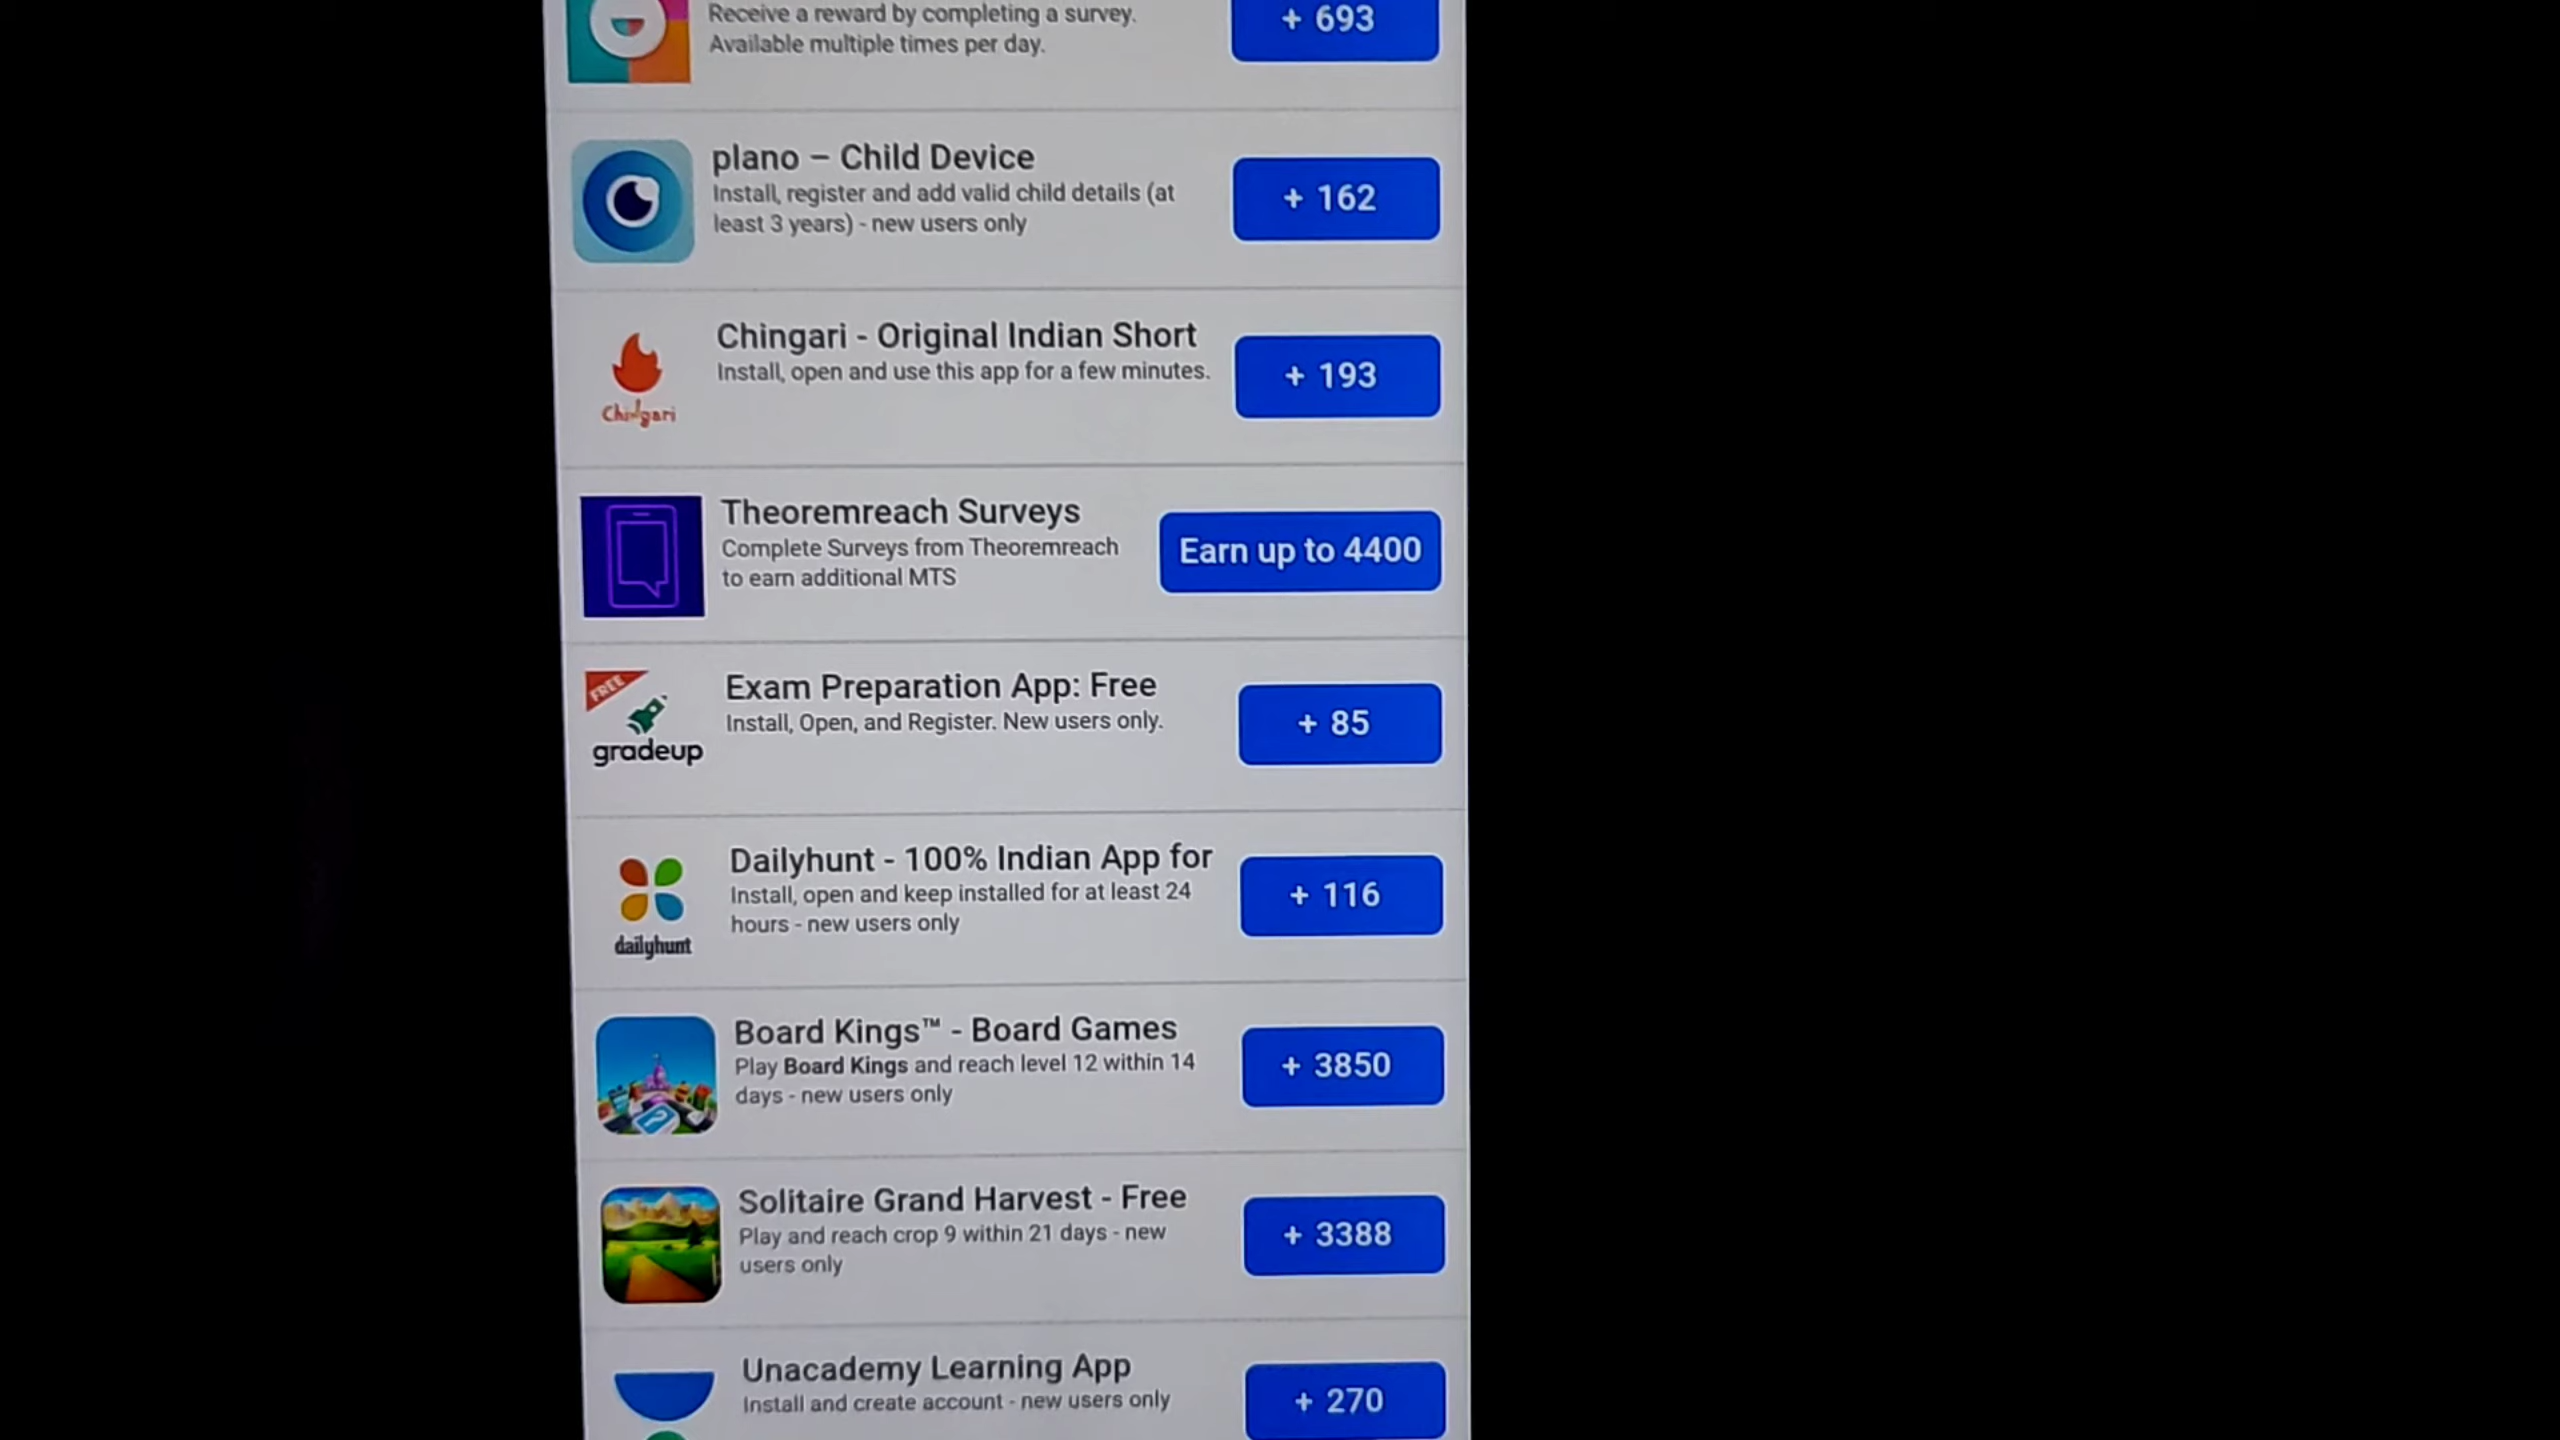 Receive a reward by completing a survey.
Available multiple times per day.
+ 693
plano – Child Device
Install, register and add valid child details (at
least 3 years) - new users only
+ 162
Chingari - Original Indian Short
Install, open and use this app for a few minutes.
+ 193
Chingari
Theoremreach Surveys
Complete Surveys from Theoremreach
to earn additional MTS
Earn up to 4400
FREE
gradeup
Exam Preparation App: Free
Install, Open, and Register. New users only.
+ 85
Dailyhunt - 100% Indian App for
Install, open and keep installed for at least 24
hours - new users only
+ 116
dailyhunt
Board Kings™ - Board Games
Play Board Kings and reach level 12 within 14
days - new users only
+ 3850
Solitaire Grand Harvest - Free
Play and reach crop 9 within 21 days - new
users only
+ 3388
Unacademy Learning App
Install and create account - new users only
+ 270